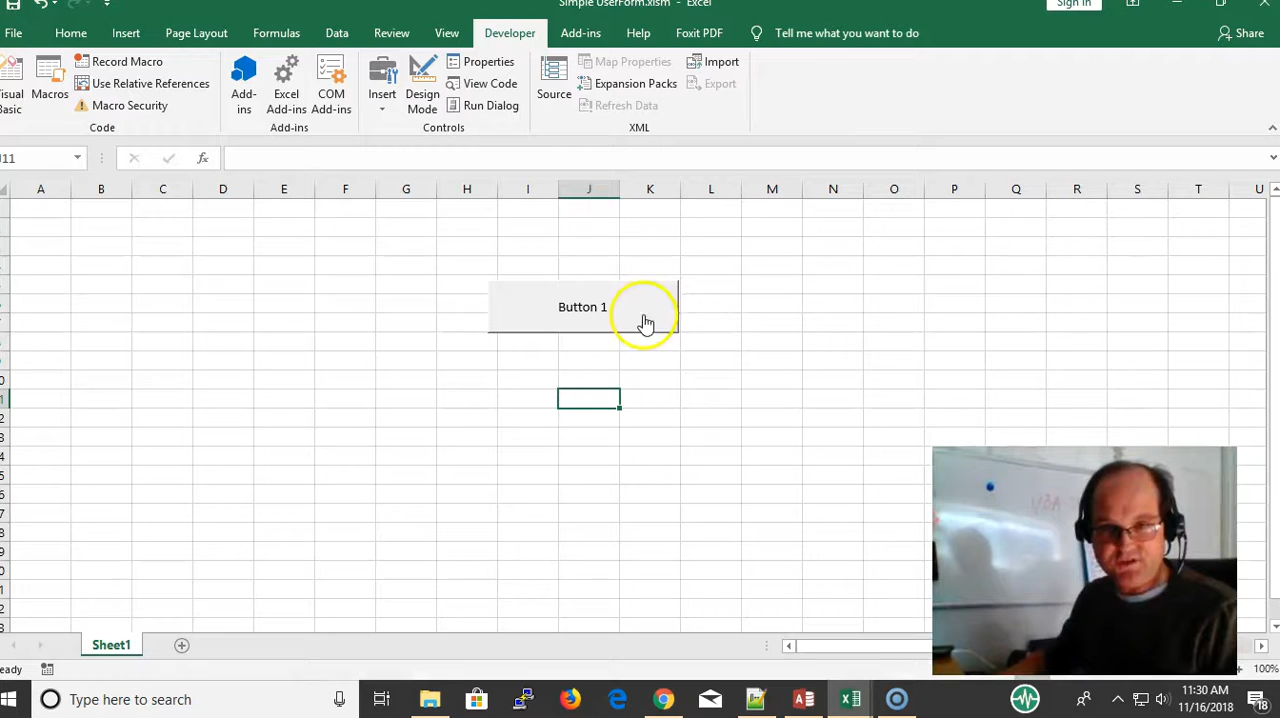 Simple UserForm.xlsm - Excel
Sign in
File Home Insert Page Layout Formulas Data Review View Developer Add-ins Help Foxit PDF Tell me what you want to do Share
Record Macro
Use Relative References
Macro Security
Macros
Basic
Code
Add-
ins
Excel
Add-ins
COM
Add-ins
Add-ins
Insert
Design
Mode
Properties
View Code
Run Dialog
Controls
Source
Map Properties
Expansion Packs
Refresh Data
Import
Export
XML
J11
fx
A B C D E F G H I J K L M N O P Q R S T U
Button 1
Sheet1
100%
Type here to search
11:30 AM
11/16/2018
18